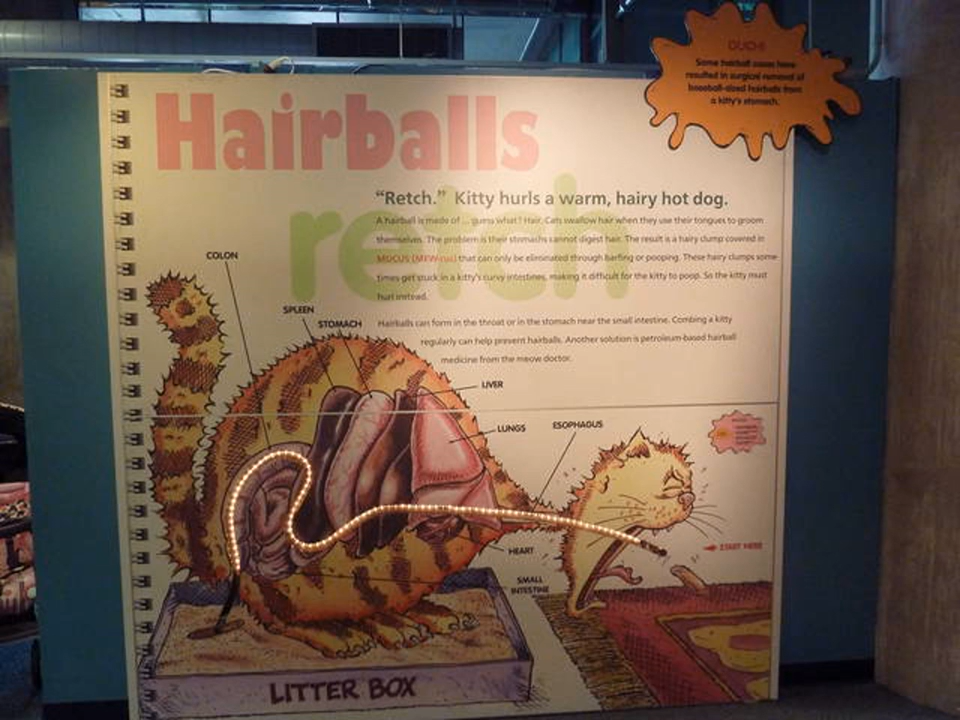 OUCH!
Some hairball cases have
resulted in surgical removal of
baseball-sized hairballs from
a kitty's stomach.
Hairballs
retch
"Retch." Kitty hurls a warm, hairy hot dog.
A hairball is made of ... guess what? Hair. Cats swallow hair when they use their tongues to groom
themselves. The problem is their stomachs cannot digest hair. The result is a hairy clump covered in
MUCUS (MEW-cus) that can only be eliminated through barfing or pooping. These hairy clumps some-
times get stuck in a kitty's curvy intestines, making it difficult for the kitty to poop. So the kitty must
hurl instead.
Hairballs can form in the throat or in the stomach near the small intestine. Combing a kitty
regularly can help prevent hairballs. Another solution is petroleum-based hairball
medicine from the meow doctor.
COLON
SPLEEN
STOMACH
LIVER
LUNGS
ESOPHAGUS
HEART
START HERE
SMALL
INTESTINE
LITTER BOX